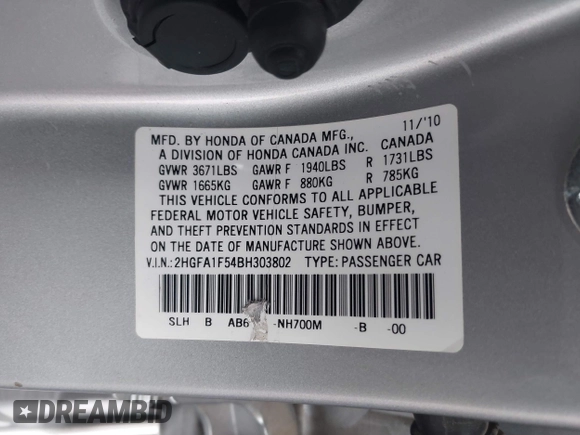 11/'10
MFD. BY HONDA OF CANADA MFG.,
A DIVISION OF HONDA CANADA INC. CANADA
GVWR 3671LBS GAWR F 1940LBS R 1731LBS
GVWR 1665KG GAWR F 880KG R 785KG
THIS VEHICLE CONFORMS TO ALL APPLICABLE
FEDERAL MOTOR VEHICLE SAFETY, BUMPER,
AND THEFT PREVENTION STANDARDS IN EFFECT
ON THE DATE OF MANUFACTURE SHOWN ABOVE.
V.I.N.:2HGFA1F54BH303802 TYPE: PASSENGER CAR
SLH B -NH700M -B -00
DREAMBID